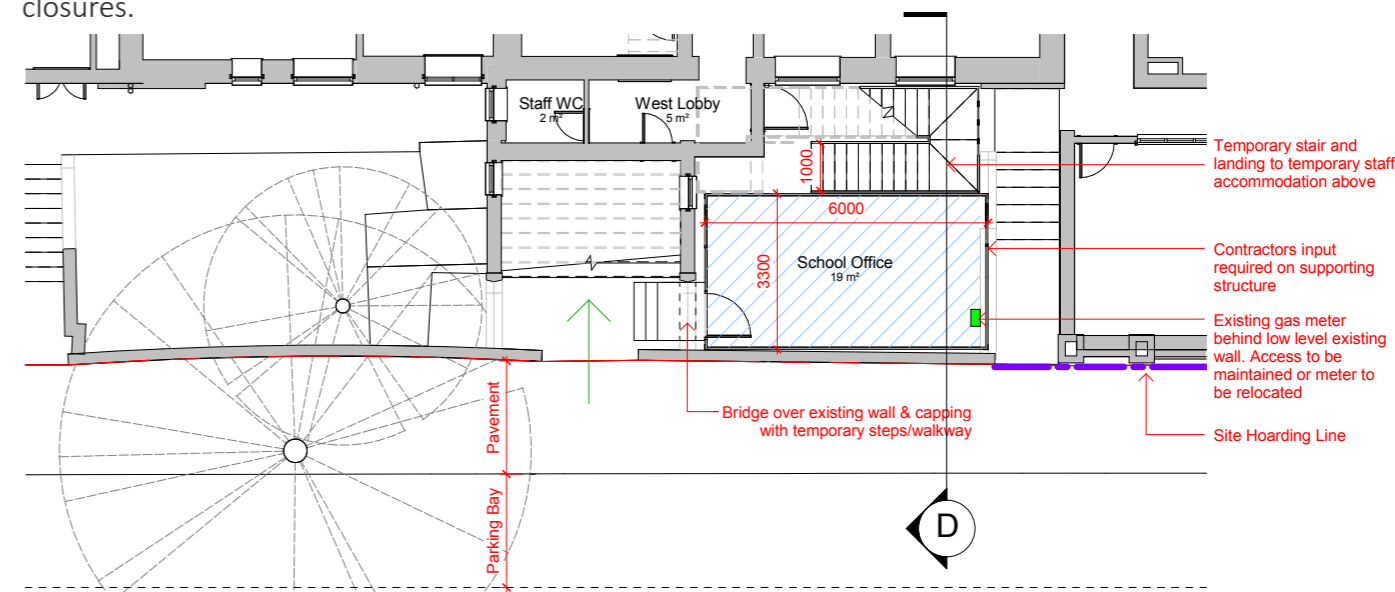 closures.
Staff WC
2 m²
West Lobby
5 m²
1000
6000
3300
School Office
19 m²
Temporary stair and
landing to temporary staff
accommodation above
Contractors input
required on supporting
structure
Existing gas meter
behind low level existing
wall. Access to be
maintained or meter to
be relocated
Site Hoarding Line
Bridge over existing wall & capping
with temporary steps/walkway
Pavement
Parking Bay
D